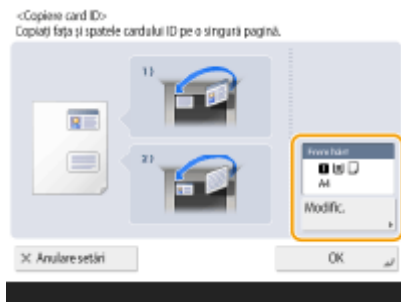 <Copiere card ID>
Copiați fața și spatele cardului ID pe o singură pagină.
1)
2)
1
A4
Modific.
× Anulare setări
OK